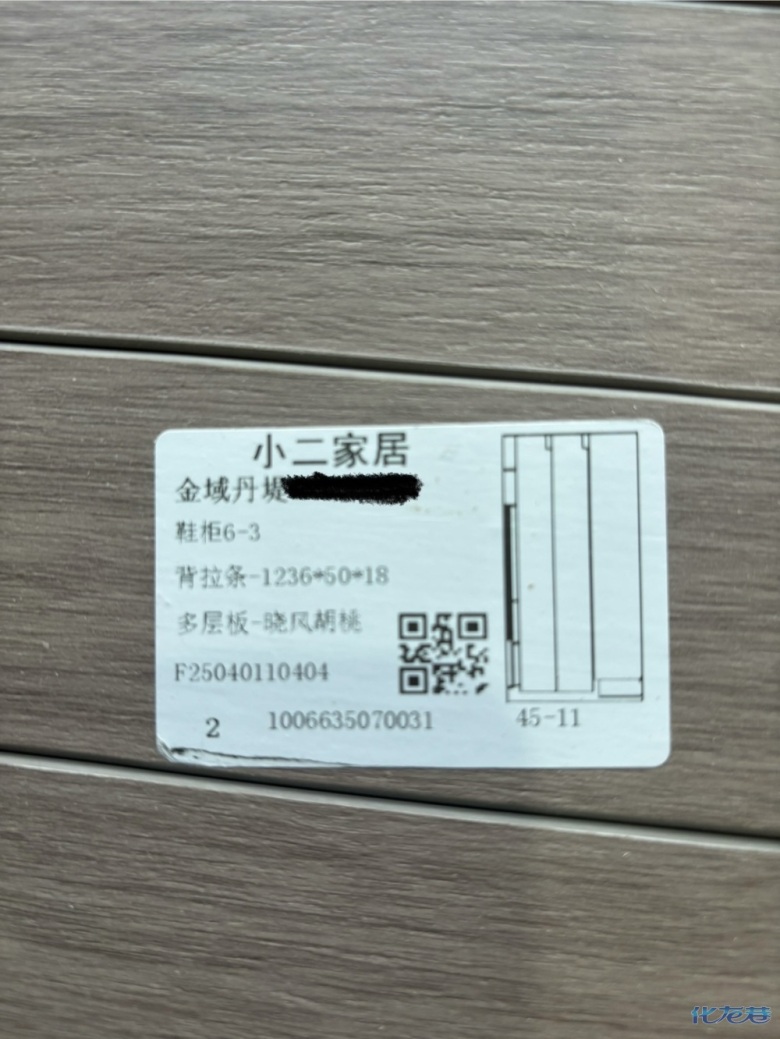 小二家居
金域丹堤
鞋柜6-3
背拉条-1236*50*18
多层板-晓风胡桃
F25040110404
2 1006635070031 45-11
化龙巷